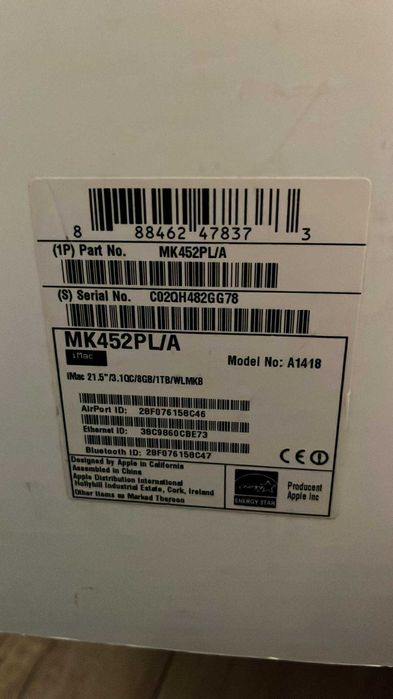 8 88462 47837 3
(1P) Part No. MK452PL/A
(S) Serial No. C02QH482GG78
MK452PL/A
iMac
Model No: A1418
iMac 21.5"/3.1QC/8GB/1TB/WLMKB
AirPort ID: 28F076158C46
Ethernet ID: 38C9860CBE73
Bluetooth ID: 28F076158C47
Designed by Apple in California
Assembled in China
Apple Distribution International
Hollyhill Industrial Estate, Cork, Ireland
Other Items as Marked Thereon
energy
ENERGY STAR
CE
Producent
Apple Inc